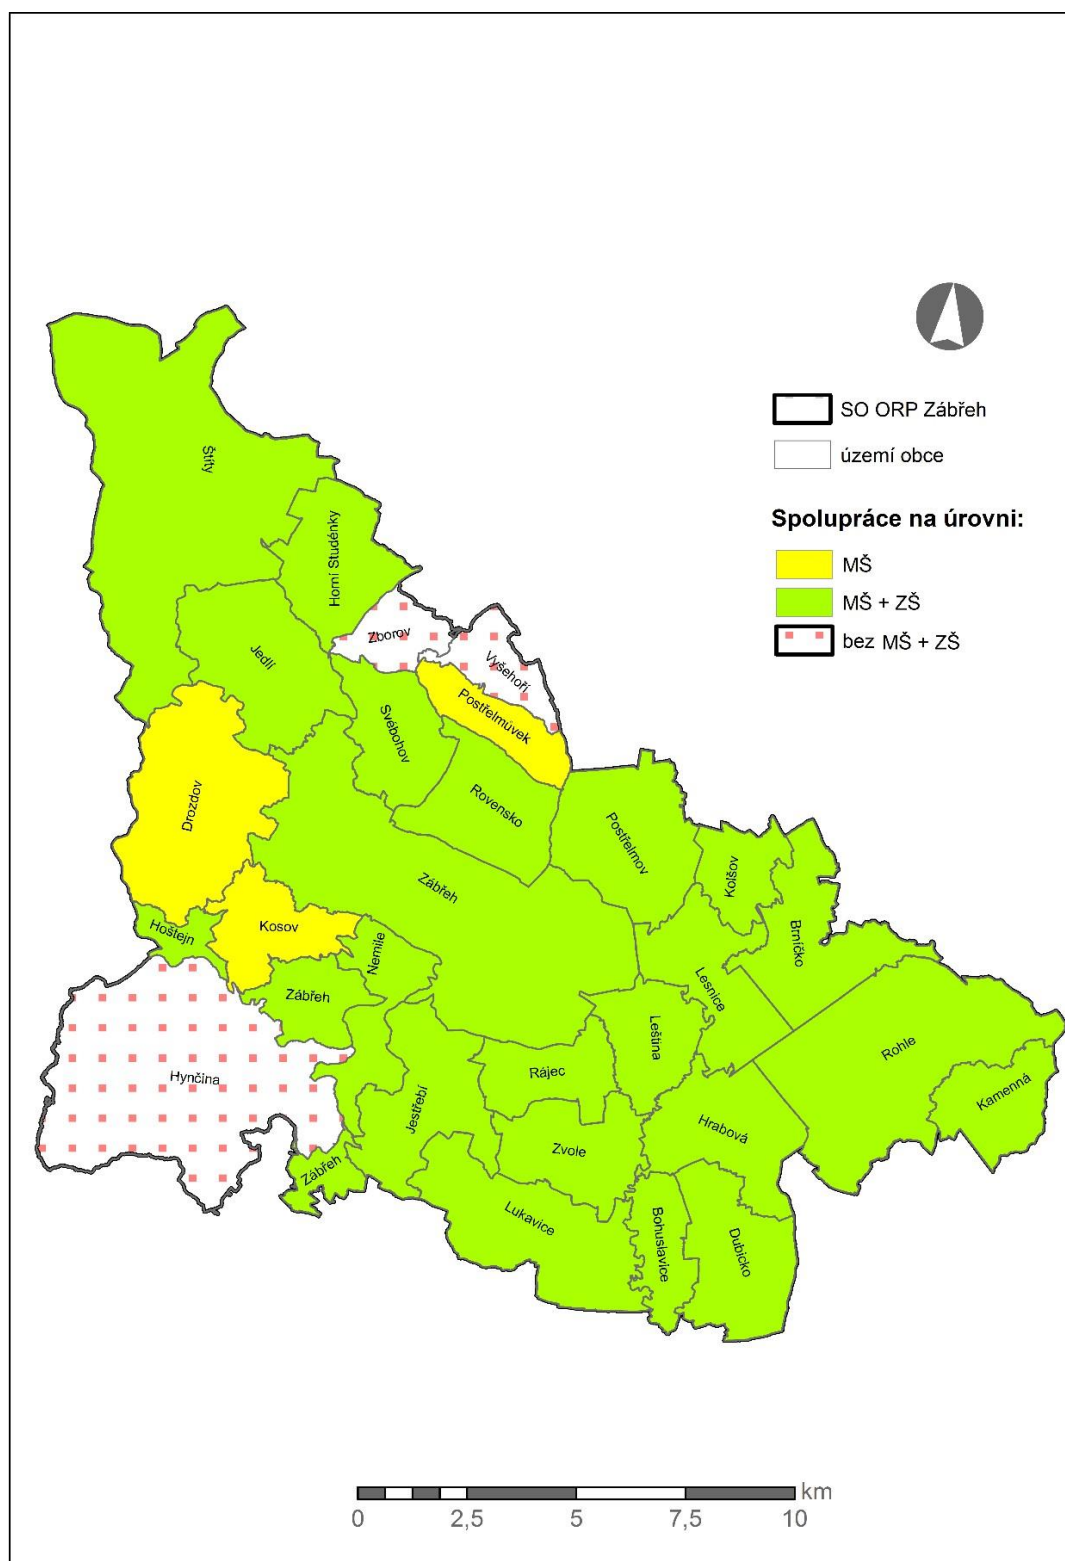 SO ORP Zábřeh
území obce
Spolupráce na úrovni:
MŠ
MŠ + ZŠ
bez MŠ + ZŠ
Štíty
Horní Studénky
Zborov
Vyšehoří
Jedlí
Svébohov
Postřelmůvek
Drozdov
Rovensko
Postřelmov
Kolšov
Zábřeh
Brníčko
Hoštejn
Kosov
Nemile
Lesnice
Zábřeh
Leština
Rohle
Hynčina
Rájec
Kamenná
Jestřebí
Hrabová
Zvole
Zábřeh
Lukavice
Bohuslavice
Dubicko
km
0 2,5 5 7,5 10